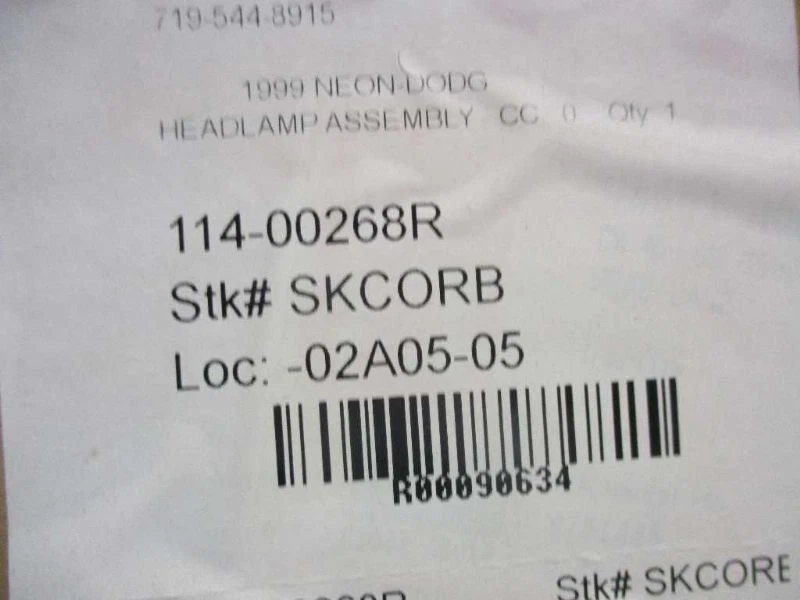 719-544-8915
1999 NEON-DODG
HEADLAMP ASSEMBLY CC 0 Qty 1
114-00268R
Stk# SKCORB
Loc: -02A05-05
R00090634
Stk# SKCORB